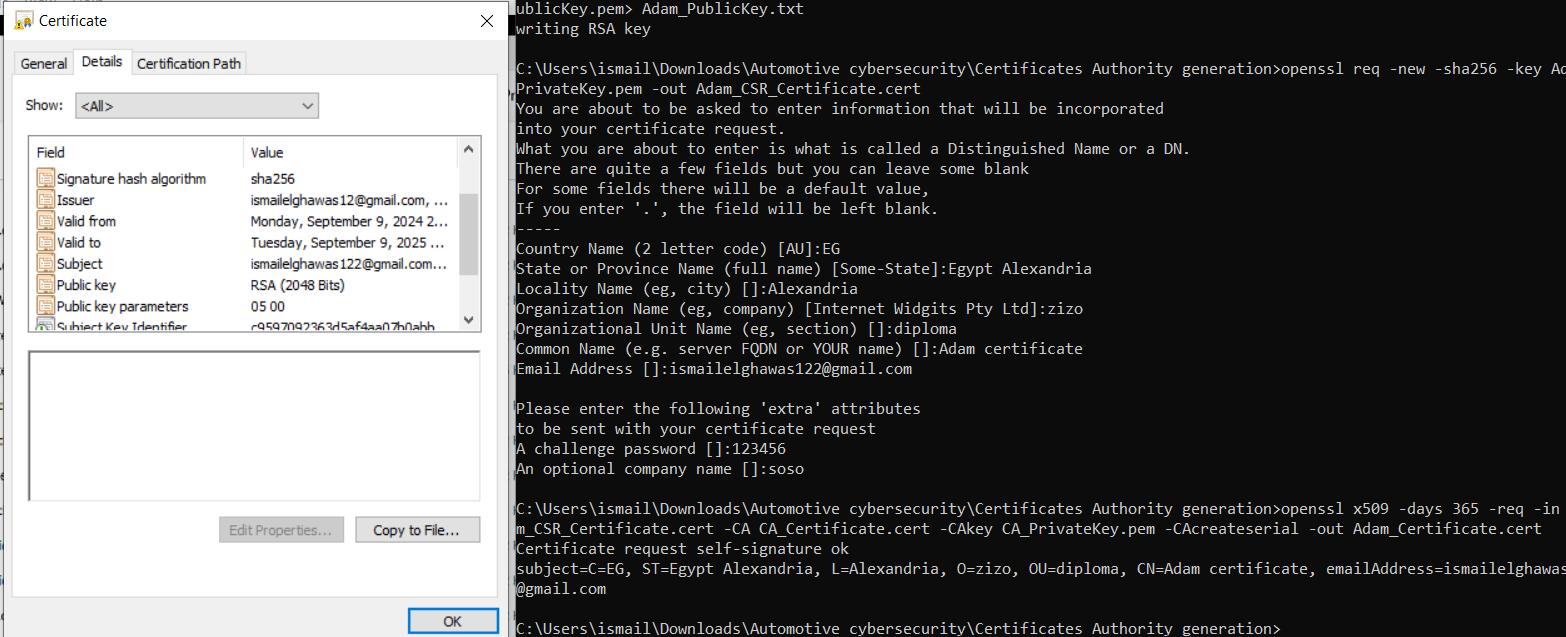 Certificate
General Details Certification Path
Show: <All>
Field Value
Signature hash algorithm sha256
Issuer ismailelghawas12@gmail.com, ...
Valid from Monday, September 9, 2024 2...
Valid to Tuesday, September 9, 2025 ...
Subject ismailelghawas122@gmail.com...
Public key RSA (2048 Bits)
Public key parameters 05 00
Subject Key Identifier c9597092363d5af4aa07b0abb
Edit Properties... Copy to File...
OK
ublicKey.pem> Adam_PublicKey.txt
writing RSA key
C:\Users\ismail\Downloads\Automotive cybersecurity\Certificates Authority generation>openssl req -new -sha256 -key Ad
PrivateKey.pem -out Adam_CSR_Certificate.cert
You are about to be asked to enter information that will be incorporated
into your certificate request.
What you are about to enter is what is called a Distinguished Name or a DN.
There are quite a few fields but you can leave some blank
For some fields there will be a default value,
If you enter '.', the field will be left blank.
-----
Country Name (2 letter code) [AU]:EG
State or Province Name (full name) [Some-State]:Egypt Alexandria
Locality Name (eg, city) []:Alexandria
Organization Name (eg, company) [Internet Widgits Pty Ltd]:zizo
Organizational Unit Name (eg, section) []:diploma
Common Name (e.g. server FQDN or YOUR name) []:Adam certificate
Email Address []:ismailelghawas122@gmail.com
Please enter the following 'extra' attributes
to be sent with your certificate request
A challenge password []:123456
An optional company name []:soso
C:\Users\ismail\Downloads\Automotive cybersecurity\Certificates Authority generation>openssl x509 -days 365 -req -in
m_CSR_Certificate.cert -CA CA_Certificate.cert -CAkey CA_PrivateKey.pem -CAcreateserial -out Adam_Certificate.cert
Certificate request self-signature ok
subject=C=EG, ST=Egypt Alexandria, L=Alexandria, O=zizo, OU=diploma, CN=Adam certificate, emailAddress=ismailelghawas
@gmail.com
C:\Users\ismail\Downloads\Automotive cybersecurity\Certificates Authority generation>